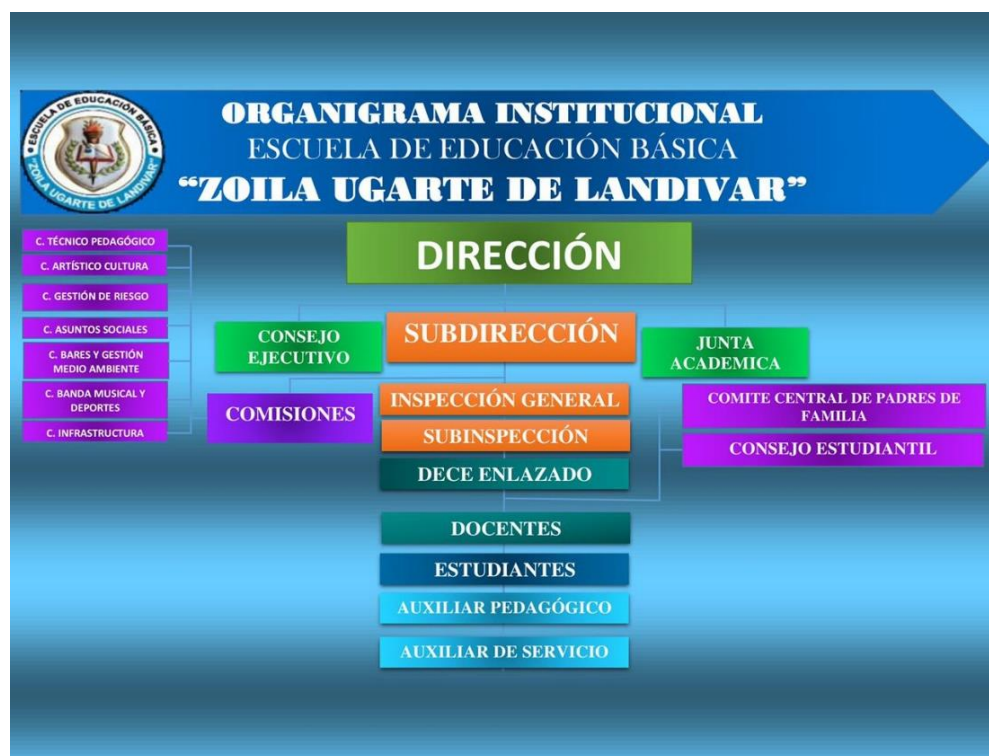 ESCUELA DE EDUCACIÓN BÁSICA
"ZOILA UGARTE DE LANDIVAR"
ORGANIGRAMA INSTITUCIONAL
ESCUELA DE EDUCACIÓN BÁSICA
“ZOILA UGARTE DE LANDIVAR”
DIRECCIÓN
C. TÉCNICO PEDAGÓGICO
C. ARTÍSTICO CULTURA
C. GESTIÓN DE RIESGO
C. ASUNTOS SOCIALES
C. BARES Y GESTIÓN
MEDIO AMBIENTE
C. BANDA MUSICAL Y
DEPORTES
C. INFRASTRUCTURA
CONSEJO
EJECUTIVO
SUBDIRECCIÓN
JUNTA
ACADEMICA
COMISIONES
INSPECCIÓN GENERAL
SUBINSPECCIÓN
DECE ENLAZADO
COMITE CENTRAL DE PADRES DE
FAMILIA
CONSEJO ESTUDIANTIL
DOCENTES
ESTUDIANTES
AUXILIAR PEDAGÓGICO
AUXILIAR DE SERVICIO